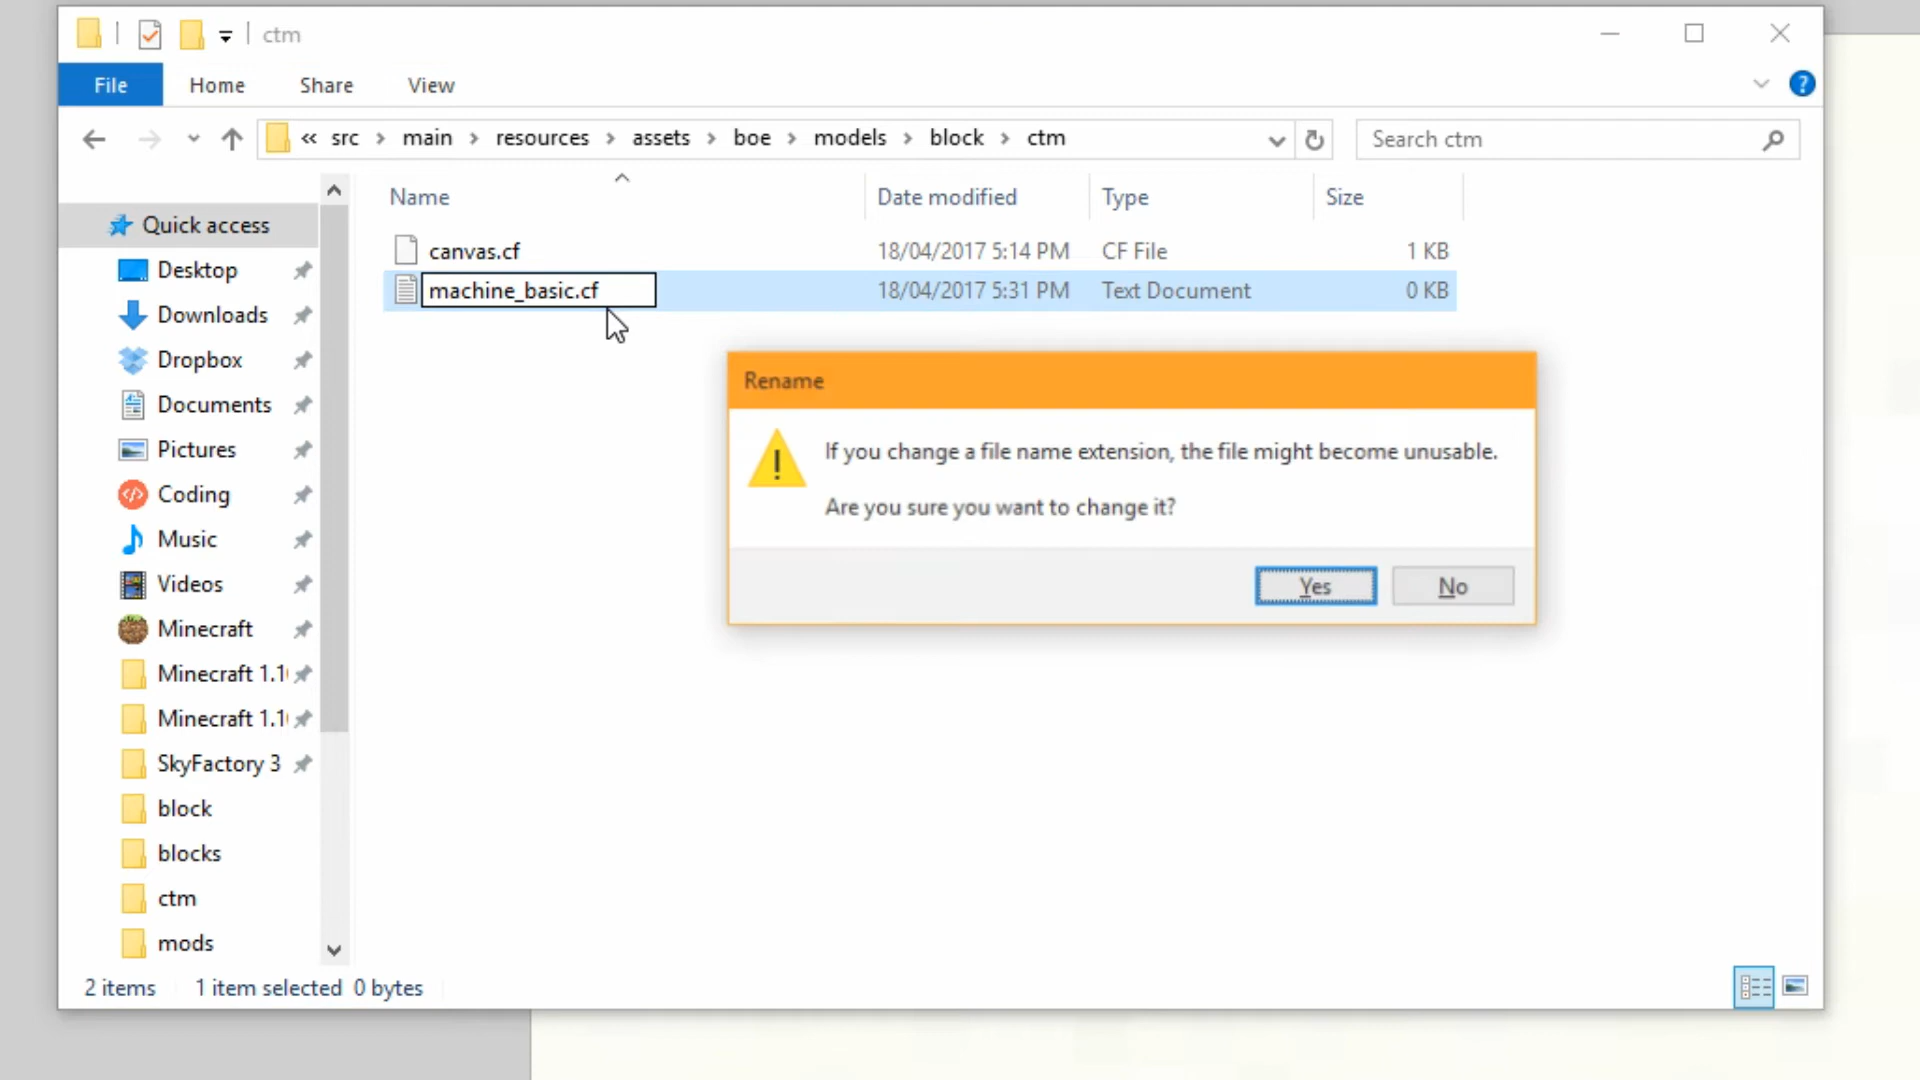 ctm
File Home Share View
« src > main > resources > assets > boe > models > block > ctm
Search ctm
Name Date modified Type Size
canvas.cf 18/04/2017 5:14 PM CF File 1 KB
machine_basic.cf 18/04/2017 5:31 PM Text Document 0 KB
Quick access
Desktop
Downloads
Dropbox
Documents
Pictures
Coding
Music
Videos
Minecraft
Minecraft 1.1
Minecraft 1.1
SkyFactory 3
block
blocks
ctm
mods
Rename
If you change a file name extension, the file might become unusable.
Are you sure you want to change it?
Yes No
2 items 1 item selected 0 bytes